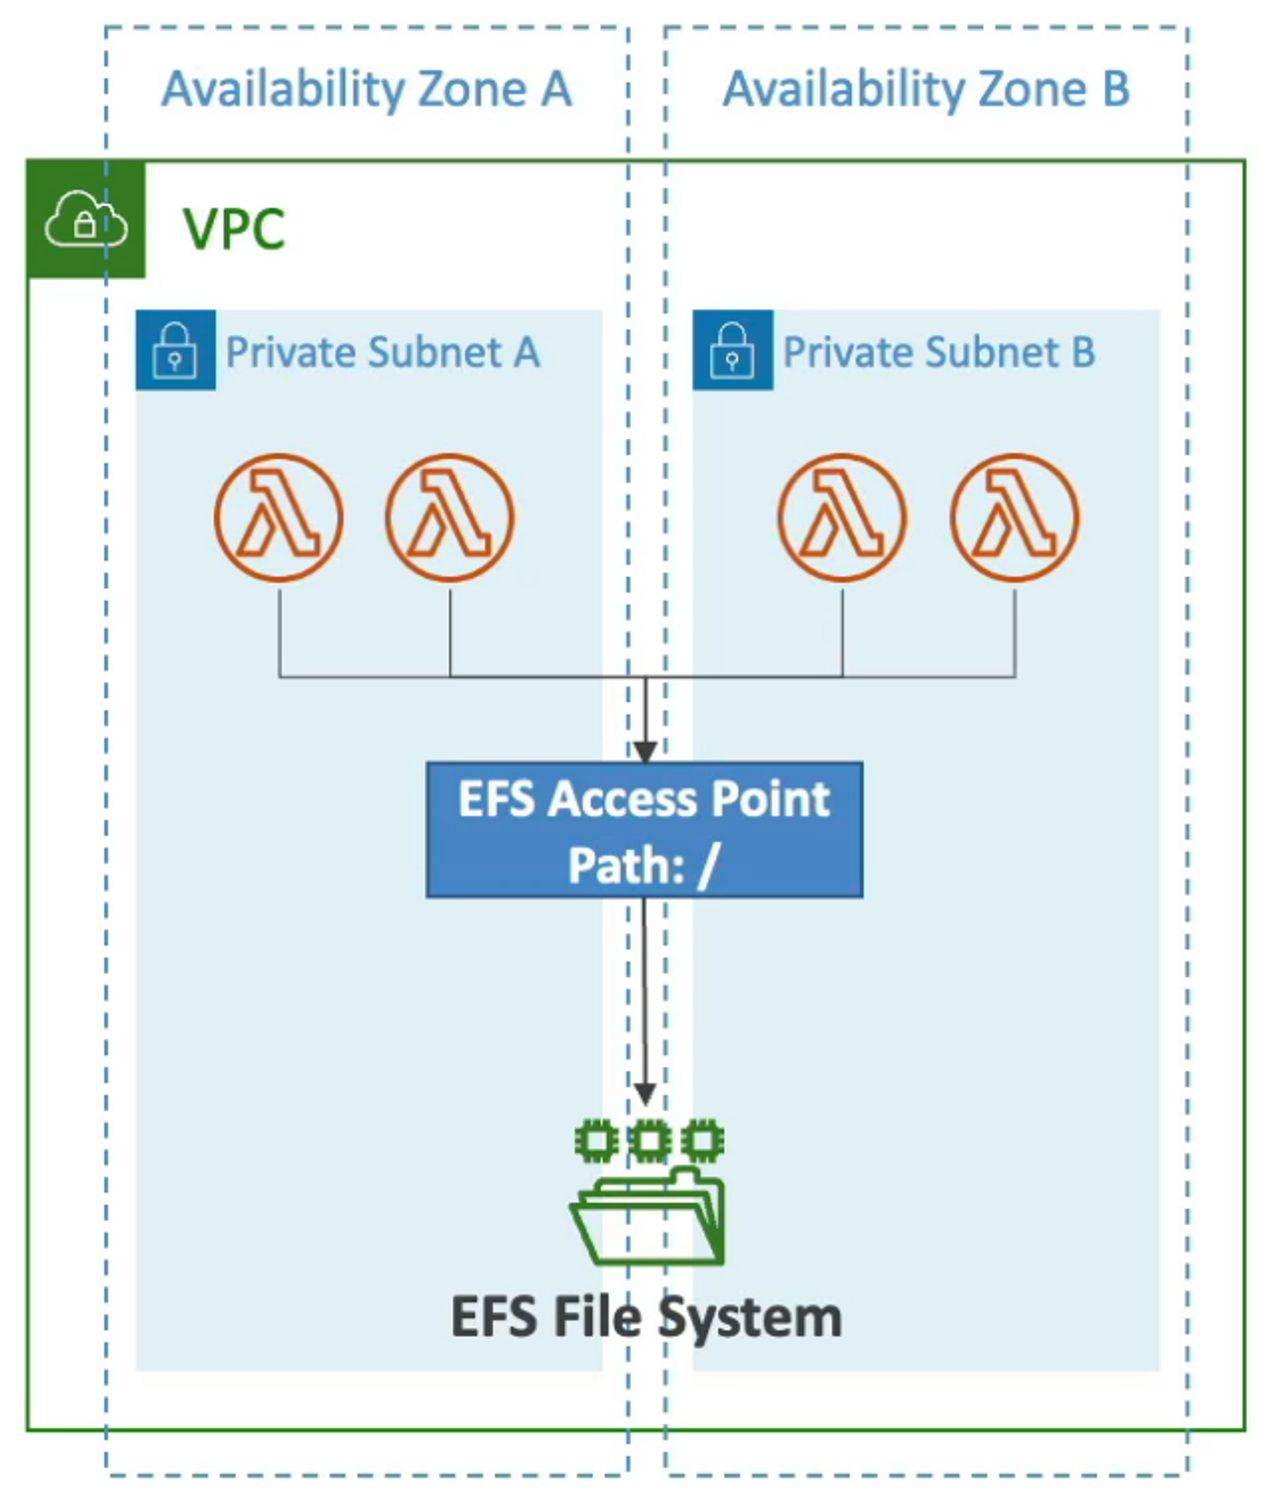 Availability Zone A
Availability Zone B
VPC
Private Subnet A
Private Subnet B
EFS Access Point
Path: /
EFS File System